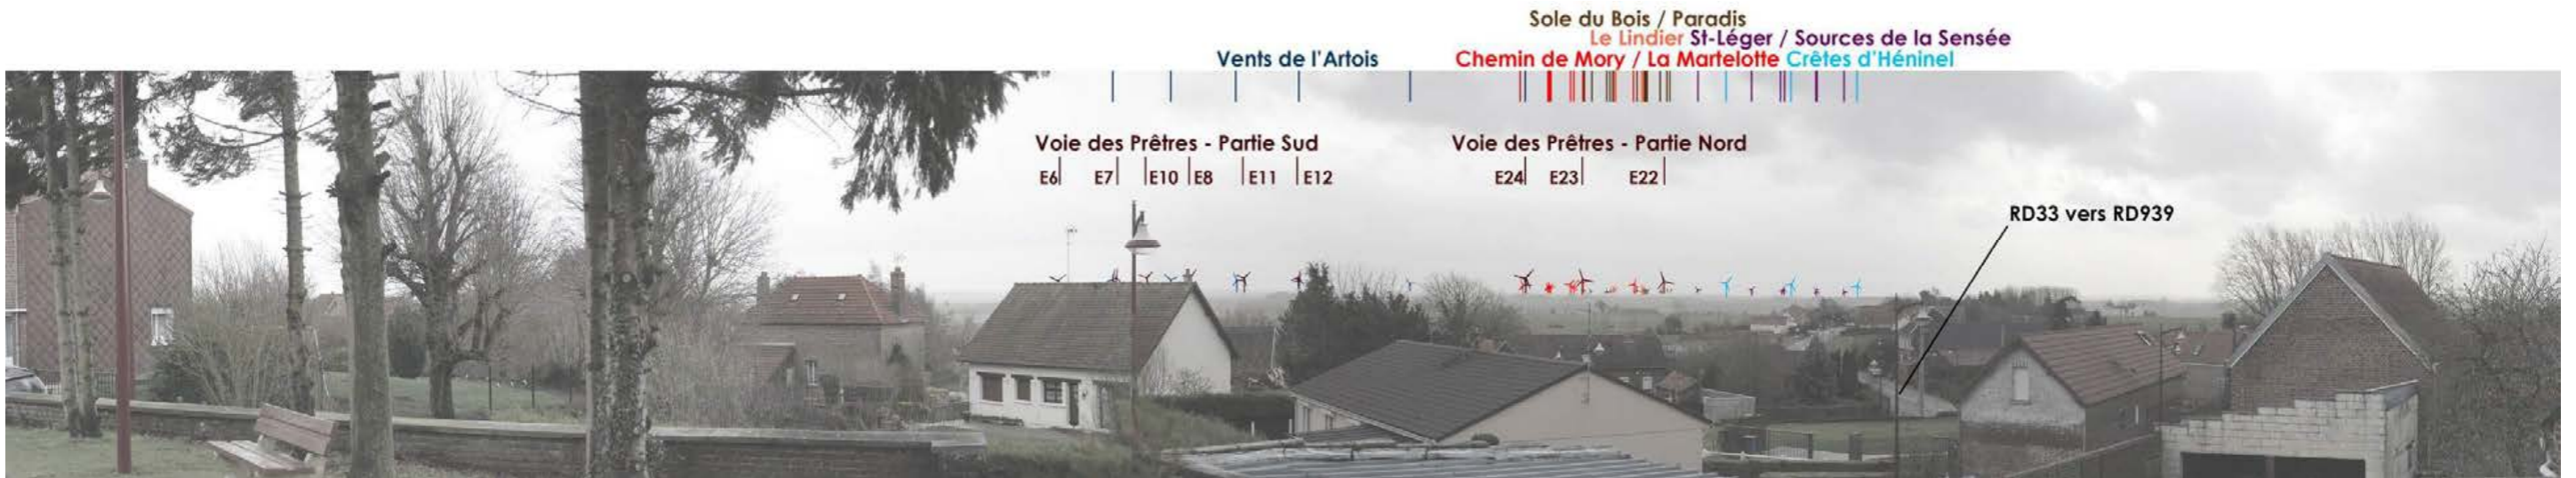 Sole du Bois / Paradis
Le Lindier St-Léger / Sources de la Sensée
Vents de l'Artois
Chemin de Mory / La Martelotte Crêtes d'Héninel
Voie des Prêtres - Partie Sud
Voie des Prêtres - Partie Nord
E6 E7 E10 E8 E11 E12
E24 E23 E22
RD33 vers RD939